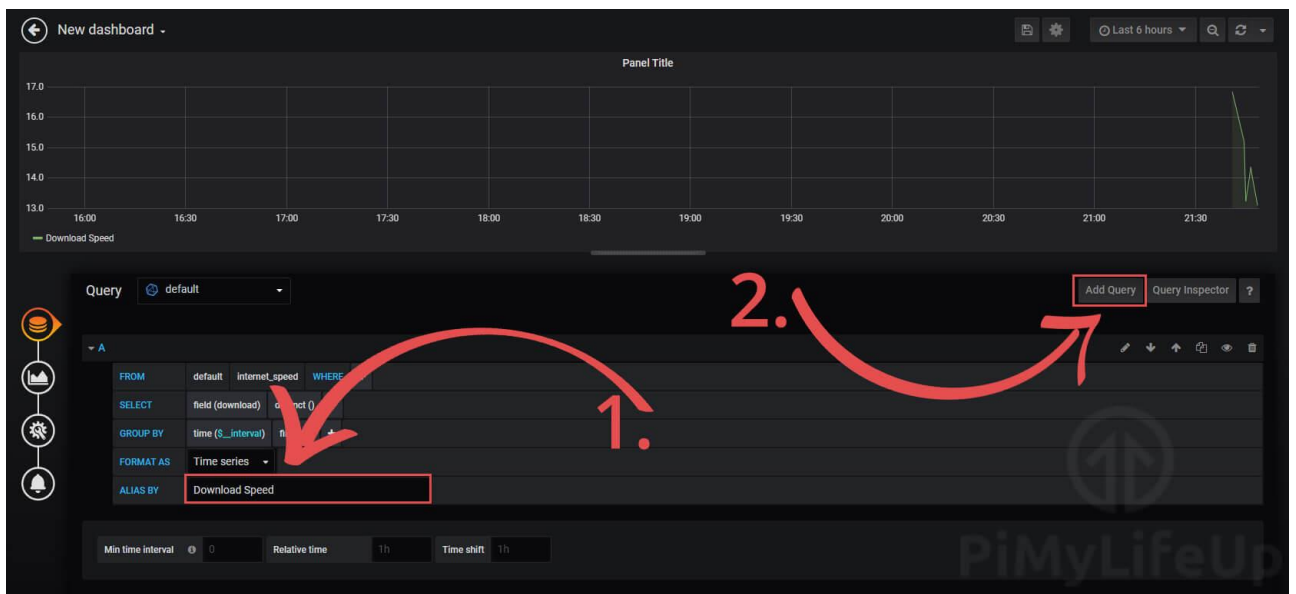 New dashboard
Last 6 hours
Panel Title
17.0
16.0
15.0
14.0
13.0
16:00 16:30 17:00 17:30 18:00 18:30 19:00 19:30 20:00 20:30 21:00 21:30
Download Speed
Query default Add Query Query Inspector ?
2.
A
FROM default internet_speed WHERE
1.
SELECT field (download)
GROUP BY time ($__interval) +
FORMAT AS Time series
ALIAS BY Download Speed
Min time interval 0 Relative time 1h Time shift 1h
PiMyLifeUp